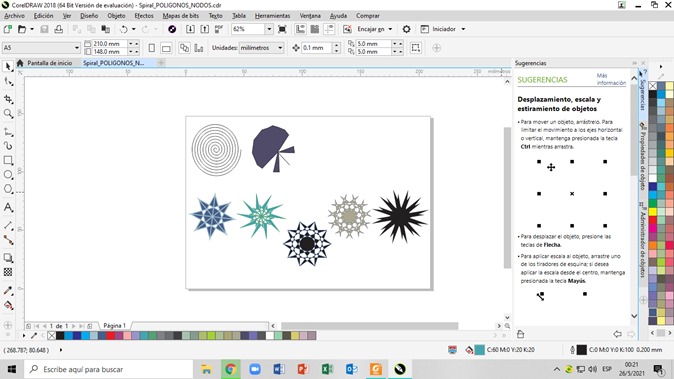 CorelDRAW 2018 (64 Bit Versión de evaluación) - Spiral_POLIGONOS_NODOS.cdr
Archivo Editar Ver Diseño Objeto Efectos Mapas de bits Texto Tabla Herramientas Ventana Ayuda COMPRAR AHORA
62% Encajar en Iniciador
A5 210.0 mm 148.0 mm Unidades: milímetros 0.1 mm 5.0 mm 5.0 mm
Pantalla de inicio Spiral_POLIGONOS_N...
Sugerencias
SUGERENCIAS
Más información
Desplazamiento, escala y estiramiento de objetos
• Para mover un objeto, arrástrelo. Para
limitar el movimiento a los ejes horizontal
o vertical, mantenga presionada la tecla
Ctrl mientras arrastra.
• Para desplazar el objeto, presione las
teclas de Flecha.
• Para aplicar escala al objeto, arrastre uno
de los tiradores de esquina; si desea
aplicar la escala desde el centro, mantenga
presionada la tecla Mayús.
Sugerencias
Propiedades de objeto
Administrador de objetos
1 de 1 Página 1
(268.787; 80.648) C:60 M:0 Y:20 K:20 C:0 M:0 Y:0 K:100 0,200 mm
Escribe aquí para buscar
ESP
00:21
26/5/2021